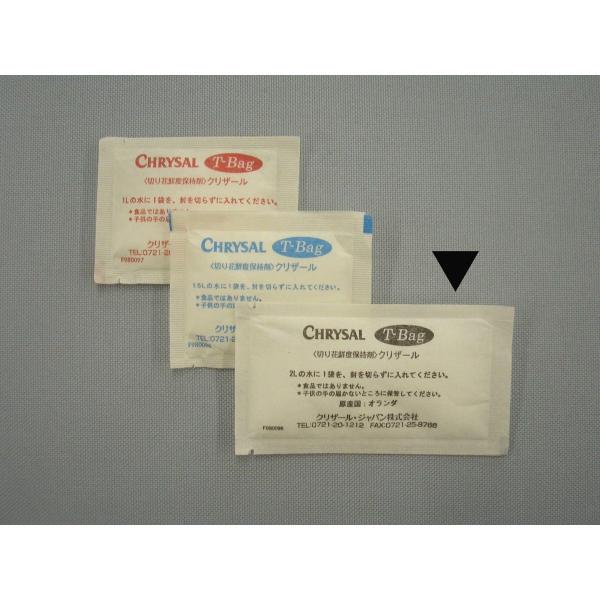 CHRYSAL T-Bag
〈切り花鮮度保持剤〉クリザール
1Lの水に1袋を、封を切らずに入れてください。
＊食品ではありません。
＊子供の手の届
クリザ
TEL:0721-20
F980097
CHRYSAL T-Bag
〈切り花鮮度保持剤〉クリザール
1.5Lの水に1袋を、封を切らずに入れてください。
＊食品ではありません。
＊子供の手の
クリザ
TEL:0721-2
CHRYSAL T-Bag
〈切り花鮮度保持剤〉クリザール
2Lの水に1袋を、封を切らずに入れてください。
＊食品ではありません。
＊子供の手の届かないところに保管してください。
原産国：オランダ
クリザール・ジャパン株式会社
TEL:0721-20-1212 FAX:0721-25-8768
F980098